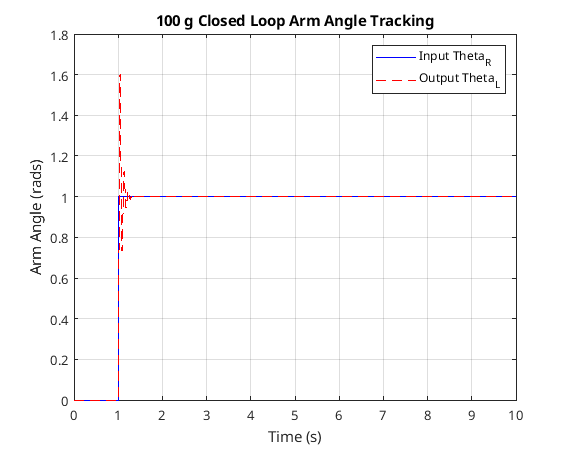 100 g Closed Loop Arm Angle Tracking
Input Theta_R
Output Theta_L
Arm Angle (rads)
1.8
1.6
1.4
1.2
1
0.8
0.6
0.4
0.2
0
0 1 2 3 4 5 6 7 8 9 10
Time (s)